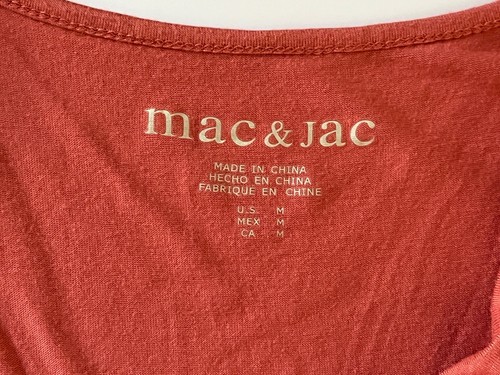 mac & Jac
MADE IN CHINA
HECHO EN CHINA
FABRIQUE EN CHINE
U.S. M
MEX M
CA M